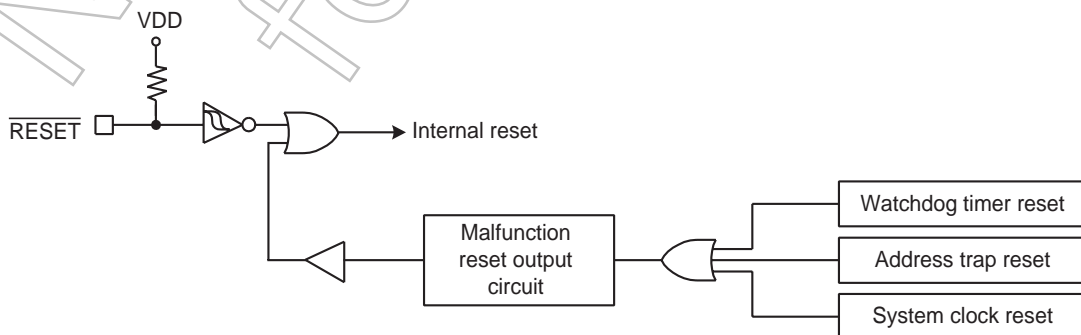 VDD
RESET
Internal reset
Watchdog timer reset
Malfunction
reset output
circuit
Address trap reset
System clock reset